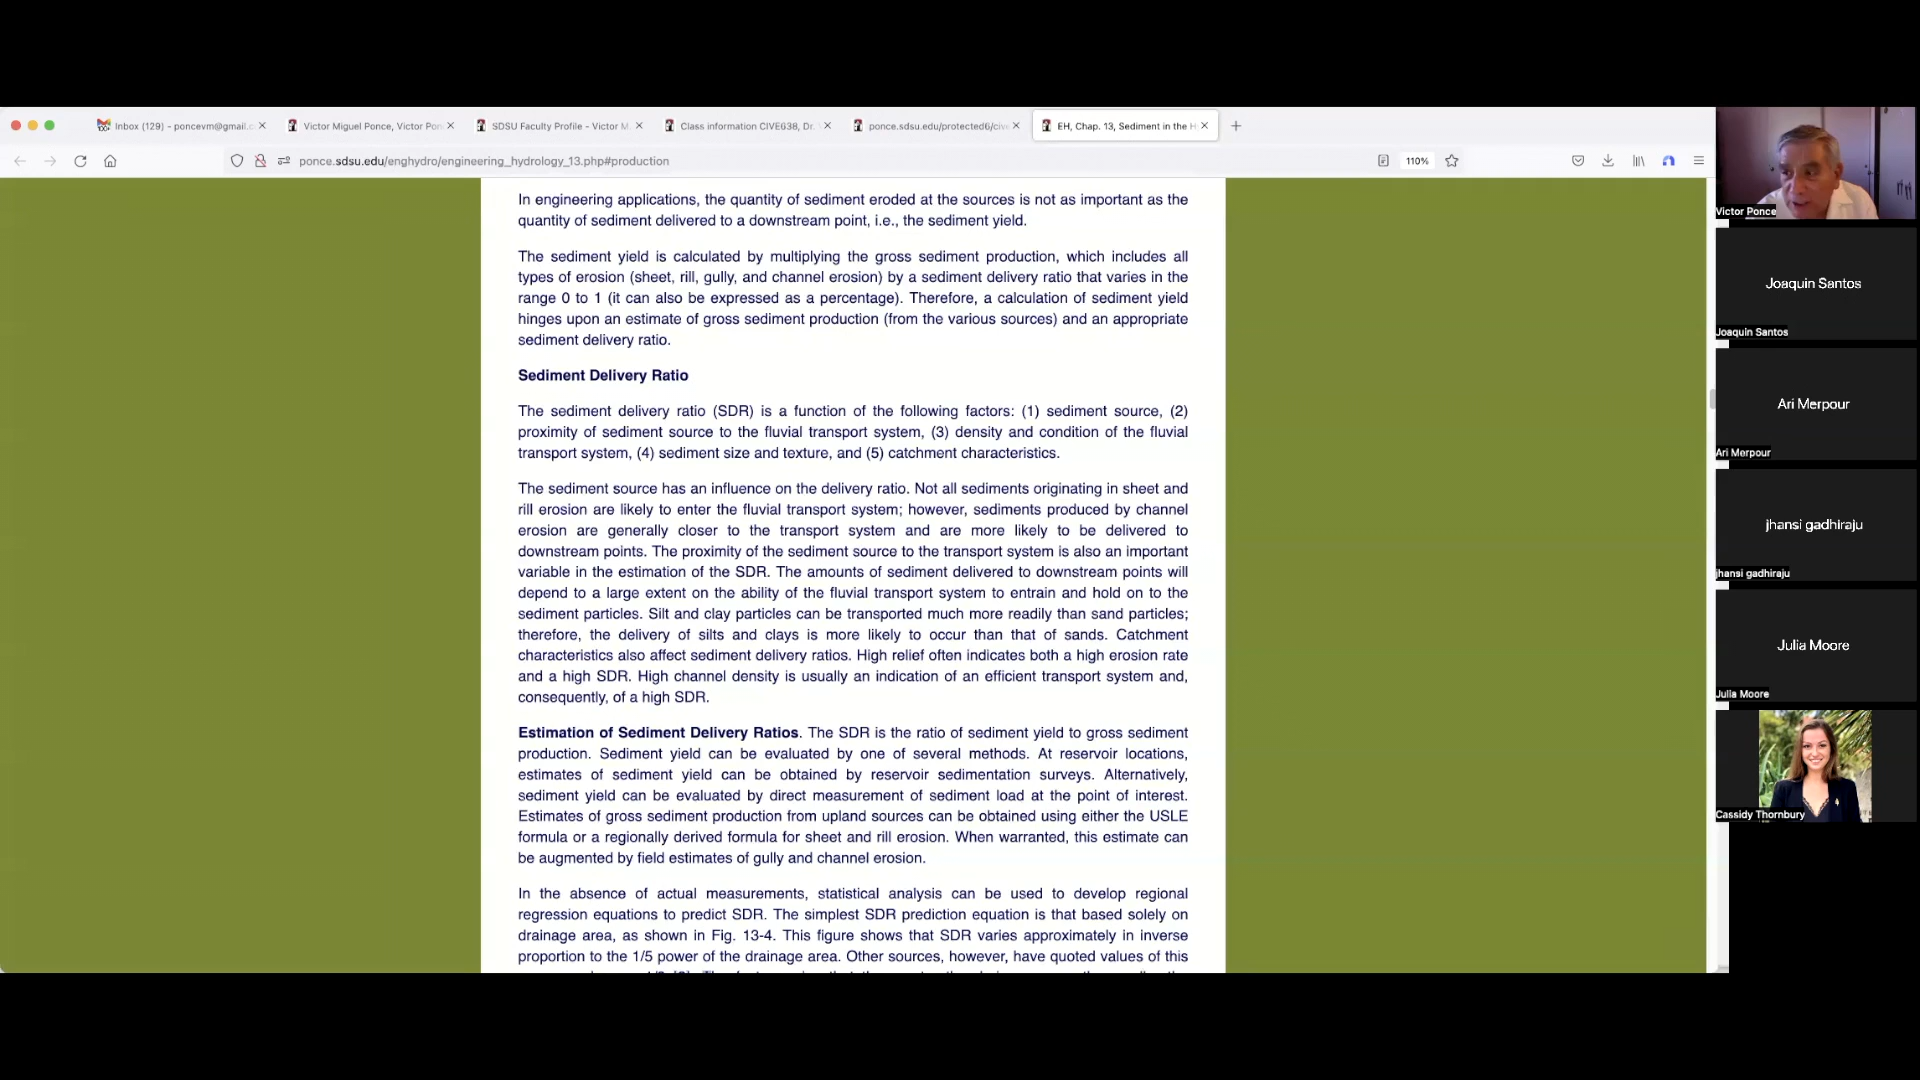 Inbox (129) - poncevm@gmail.c
Victor Miguel Ponce, Victor Pon
SDSU Faculty Profile - Victor M.
Class information CIVE638, Dr. V
ponce.sdsu.edu/protected6/cive
EH, Chap. 13, Sediment in the H
ponce.sdsu.edu/enghydro/engineering_hydrology_13.php#production
110%
In engineering applications, the quantity of sediment eroded at the sources is not as important as the
quantity of sediment delivered to a downstream point, i.e., the sediment yield.
The sediment yield is calculated by multiplying the gross sediment production, which includes all
types of erosion (sheet, rill, gully, and channel erosion) by a sediment delivery ratio that varies in the
range 0 to 1 (it can also be expressed as a percentage). Therefore, a calculation of sediment yield
hinges upon an estimate of gross sediment production (from the various sources) and an appropriate
sediment delivery ratio.
Sediment Delivery Ratio
The sediment delivery ratio (SDR) is a function of the following factors: (1) sediment source, (2)
proximity of sediment source to the fluvial transport system, (3) density and condition of the fluvial
transport system, (4) sediment size and texture, and (5) catchment characteristics.
The sediment source has an influence on the delivery ratio. Not all sediments originating in sheet and
rill erosion are likely to enter the fluvial transport system; however, sediments produced by channel
erosion are generally closer to the transport system and are more likely to be delivered to
downstream points. The proximity of the sediment source to the transport system is also an important
variable in the estimation of the SDR. The amounts of sediment delivered to downstream points will
depend to a large extent on the ability of the fluvial transport system to entrain and hold on to the
sediment particles. Silt and clay particles can be transported much more readily than sand particles;
therefore, the delivery of silts and clays is more likely to occur than that of sands. Catchment
characteristics also affect sediment delivery ratios. High relief often indicates both a high erosion rate
and a high SDR. High channel density is usually an indication of an efficient transport system and,
consequently, of a high SDR.
Estimation of Sediment Delivery Ratios. The SDR is the ratio of sediment yield to gross sediment
production. Sediment yield can be evaluated by one of several methods. At reservoir locations,
estimates of sediment yield can be obtained by reservoir sedimentation surveys. Alternatively,
sediment yield can be evaluated by direct measurement of sediment load at the point of interest.
Estimates of gross sediment production from upland sources can be obtained using either the USLE
formula or a regionally derived formula for sheet and rill erosion. When warranted, this estimate can
be augmented by field estimates of gully and channel erosion.
In the absence of actual measurements, statistical analysis can be used to develop regional
regression equations to predict SDR. The simplest SDR prediction equation is that based solely on
drainage area, as shown in Fig. 13-4. This figure shows that SDR varies approximately in inverse
proportion to the 1/5 power of the drainage area. Other sources, however, have quoted values of this
Victor Ponce
Joaquin Santos
Joaquin Santos
Ari Merpour
Ari Merpour
jhansi gadhiraju
jhansi gadhiraju
Julia Moore
Julia Moore
Cassidy Thornbury